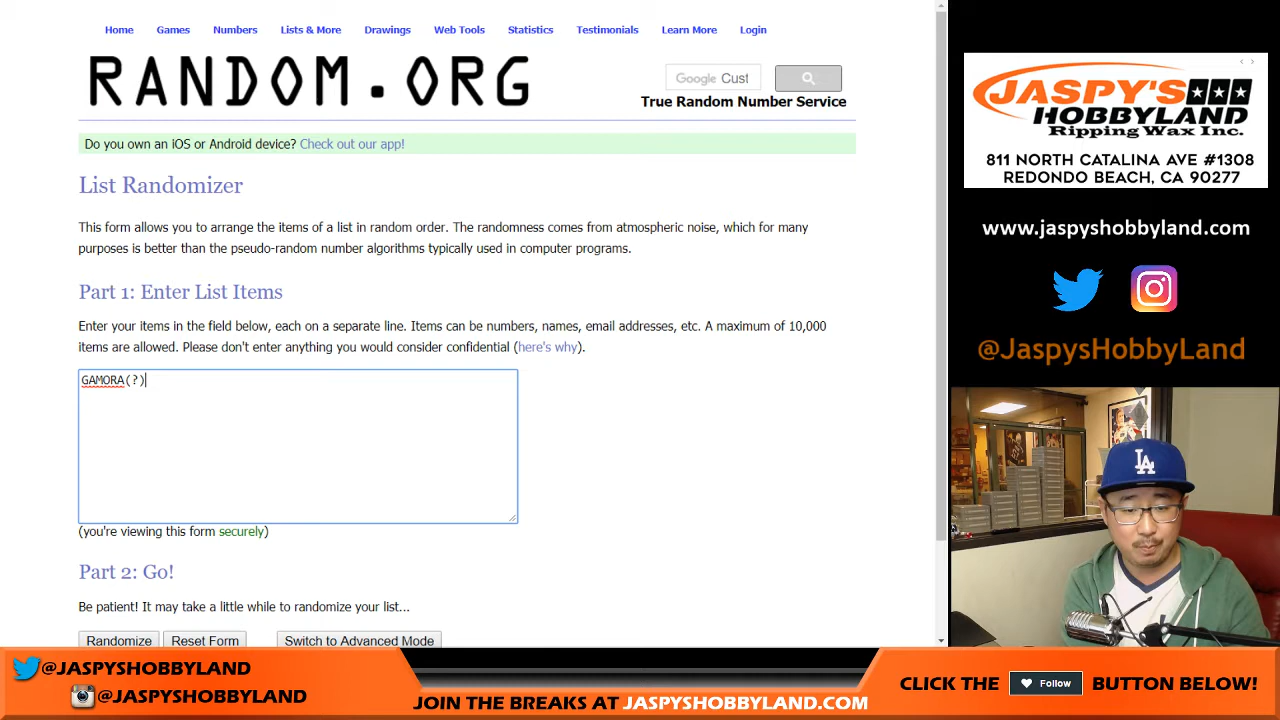 Home Games Numbers Lists & More Drawings Web Tools Statistics Testimonials Learn More Login
RANDOM.ORG
Google Cust
True Random Number Service
Do you own an iOS or Android device? Check out our app!
List Randomizer
This form allows you to arrange the items of a list in random order. The randomness comes from atmospheric noise, which for many
purposes is better than the pseudo-random number algorithms typically used in computer programs.
Part 1: Enter List Items
Enter your items in the field below, each on a separate line. Items can be numbers, names, email addresses, etc. A maximum of 10,000
items are allowed. Please don't enter anything you would consider confidential (here's why).
GAMORA(?)
(you're viewing this form securely)
Part 2: Go!
Be patient! It may take a little while to randomize your list...
Randomize Reset Form Switch to Advanced Mode
JASPY'S
HOBBYLAND
Ripping Wax Inc.
811 NORTH CATALINA AVE #1308
REDONDO BEACH, CA 90277
www.jaspyshobbyland.com
@JaspysHobbyLand
LA
@JASPYSHOBBYLAND
@JASPYSHOBBYLAND
JOIN THE BREAKS AT JASPYSHOBBYLAND.COM
CLICK THE Follow BUTTON BELOW!